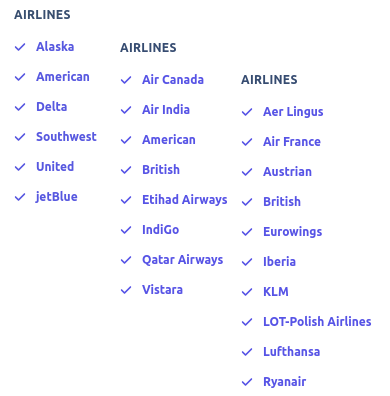 AIRLINES
Alaska
American
Delta
Southwest
United
jetBlue
AIRLINES
Air Canada
Air India
American
British
Etihad Airways
IndiGo
Qatar Airways
Vistara
AIRLINES
Aer Lingus
Air France
Austrian
British
Eurowings
Iberia
KLM
LOT-Polish Airlines
Lufthansa
Ryanair